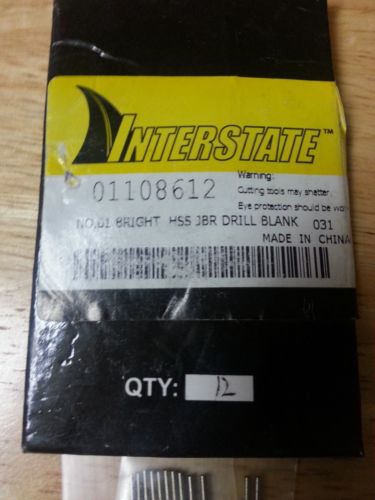 INTERSTATE™
Warning:
01108612
Cutting tools may shatter.
Eye protection should be wor
NO.61 BRIGHT HSS JBR DRILL BLANK 031
MADE IN CHINA
QTY: 12